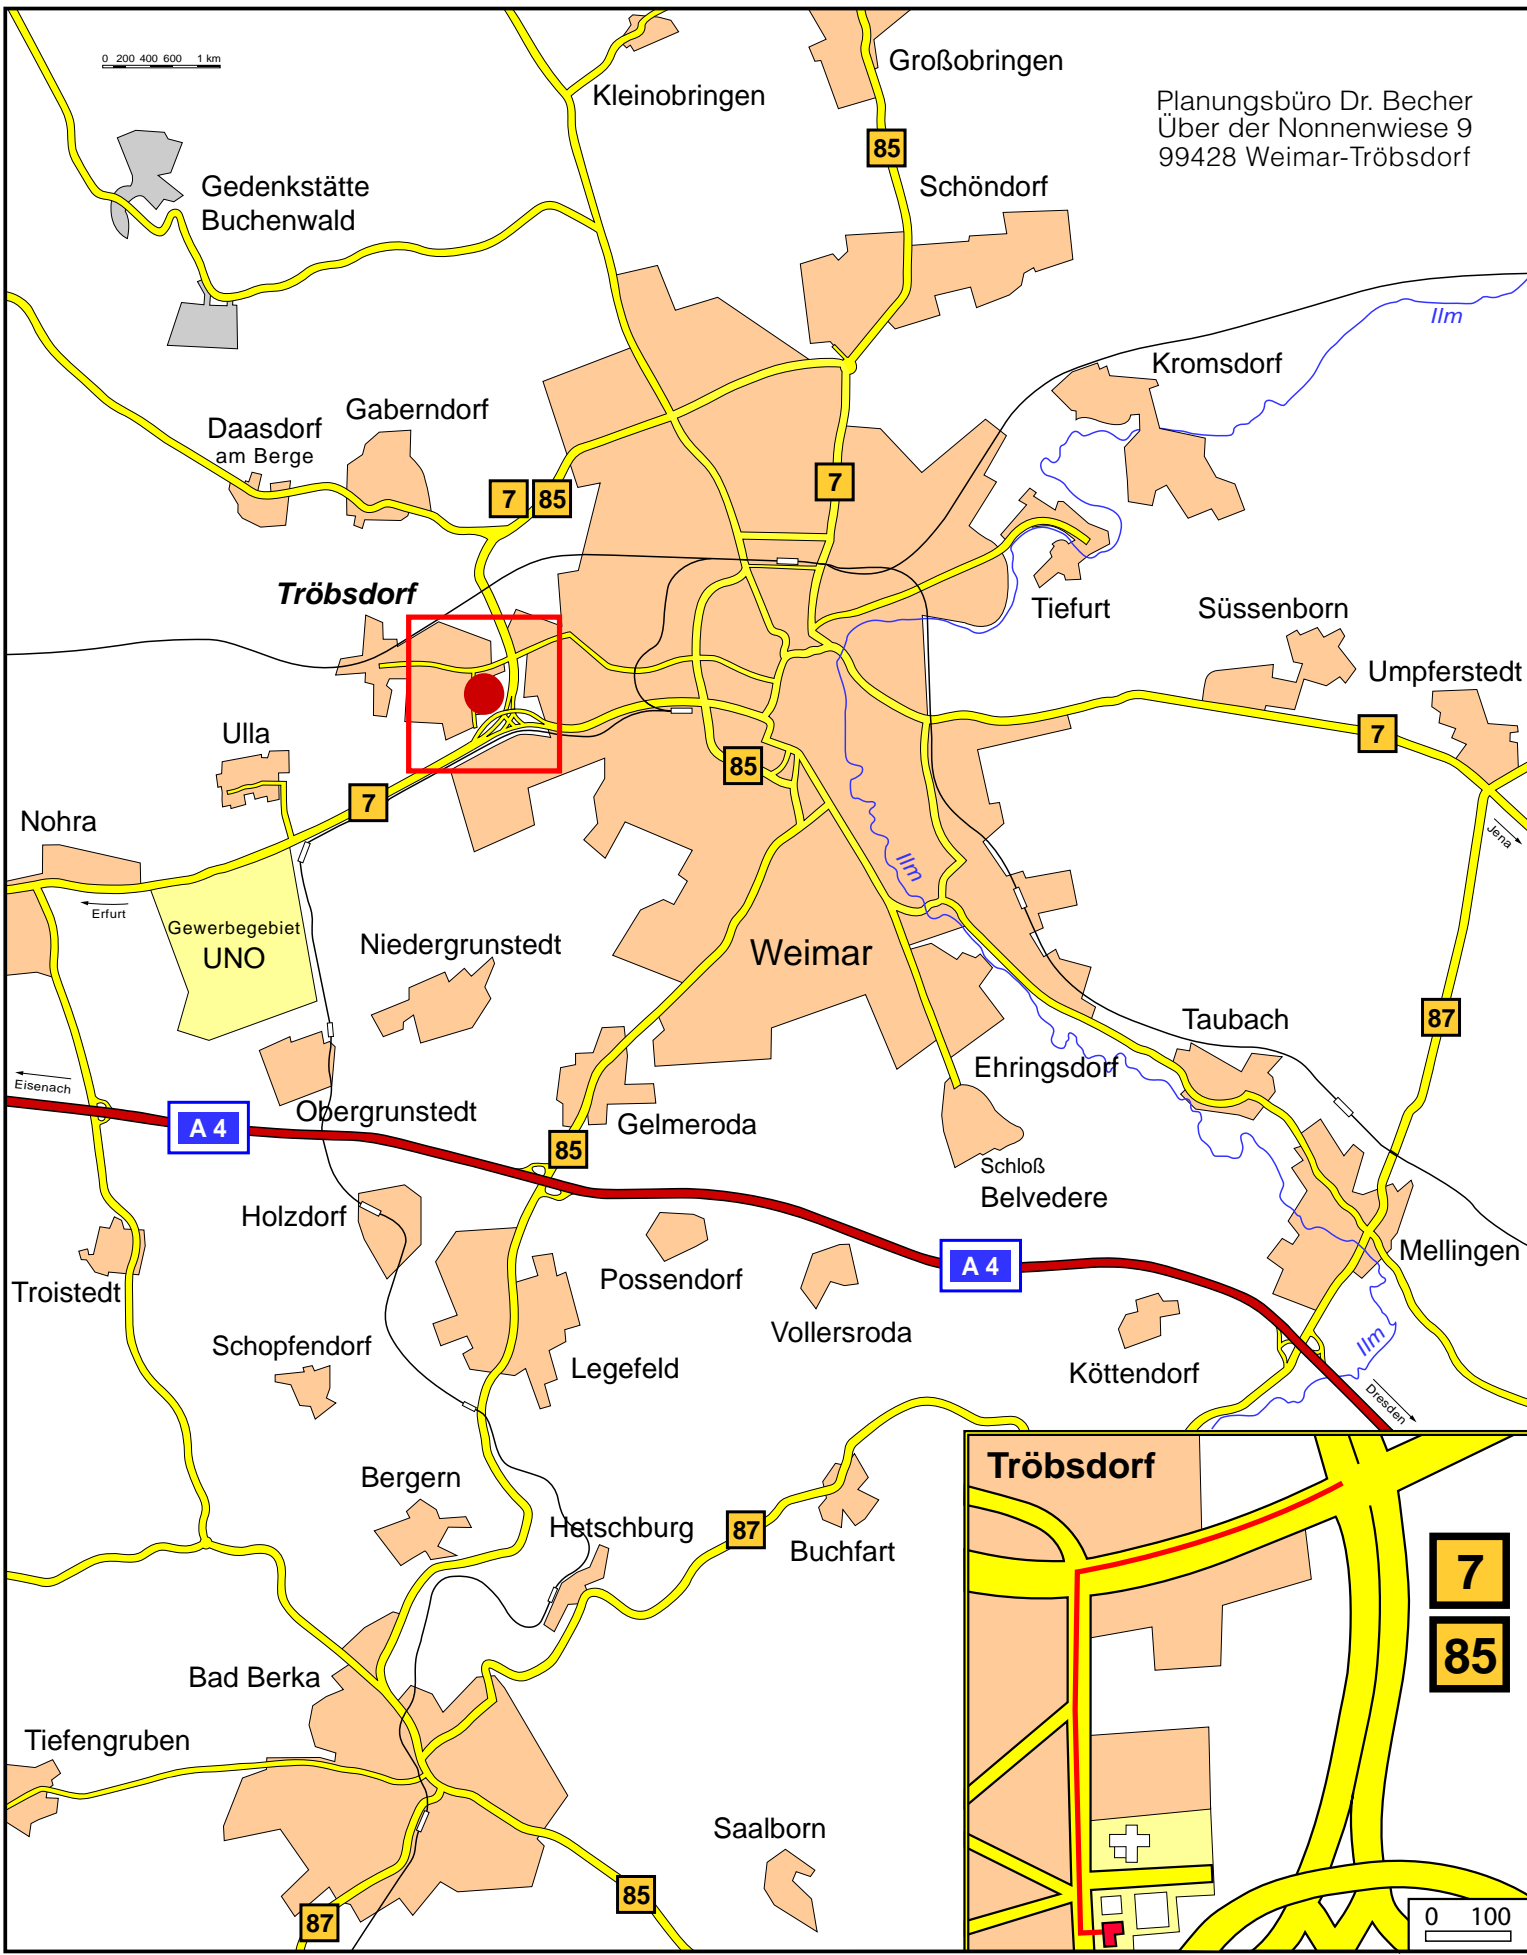 0 200 400 600 1 km
Kleinobringen
Großobringen
Planungsbüro Dr. Becher
Über der Nonnenwiese 9
99428 Weimar-Tröbsdorf
85
Gedenkstätte
Buchenwald
Schöndorf
Ilm
Kromsdorf
Gaberndorf
Daasdorf
am Berge
7 85
7
Tröbsdorf
Tiefurt
Süssenborn
Umpferstedt
Ulla
7
85
7
Nohra
Jena
Ilm
Erfurt
Gewerbegebiet
UNO
Niedergrunstedt
Weimar
87
Taubach
Ehringsdorf
Eisenach
Obergrunstedt
A 4
Gelmeroda
85
Schloß
Belvedere
Holzdorf
Mellingen
A 4
Possendorf
Troistedt
Vollersroda
Schopfendorf
Legefeld
Köttendorf
Ilm
Dresden
Bergern
Tröbsdorf
Hetschburg
87
Buchfart
7
85
Bad Berka
Tiefengruben
Saalborn
85
87
0 100